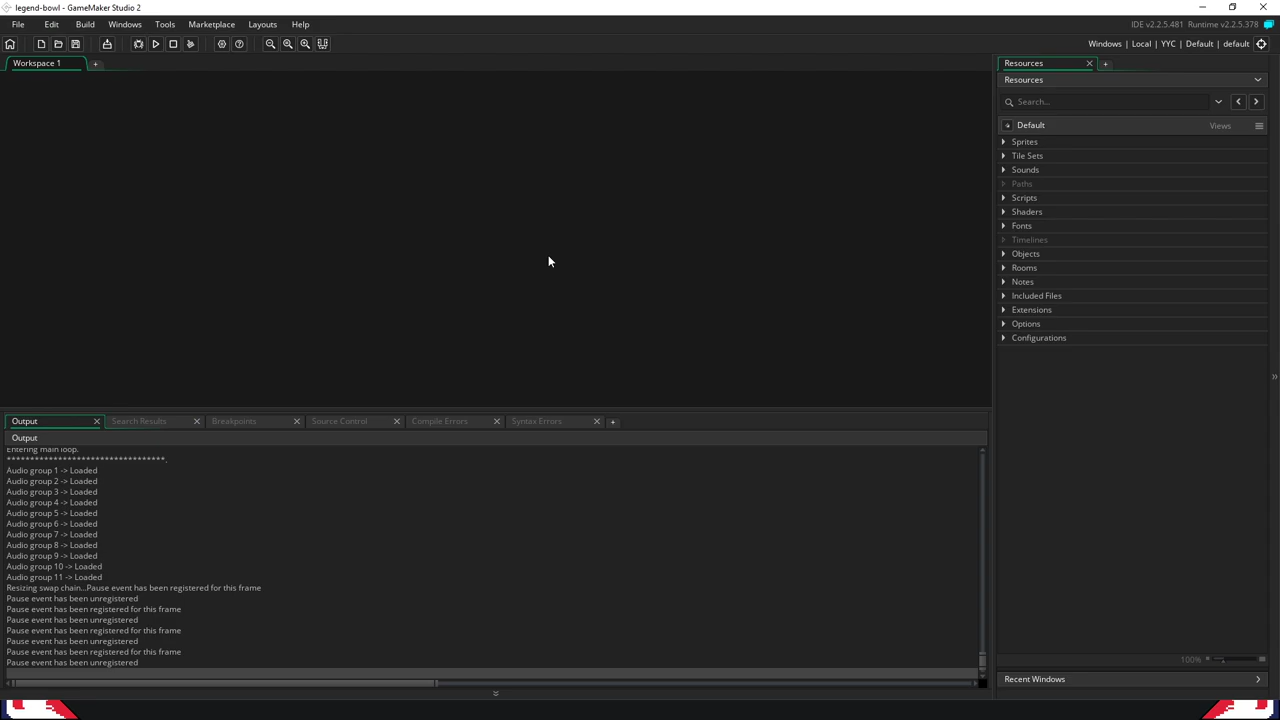 legend-bowl - GameMaker Studio 2
File Edit Build Windows Tools Marketplace Layouts Help
IDE v2.2.5.481 Runtime v2.2.5.378
Windows | Local | YYC | Default | default
Workspace 1
Resources
Resources
Search...
Default Views
Sprites
Tile Sets
Sounds
Paths
Scripts
Shaders
Fonts
Timelines
Objects
Rooms
Notes
Included Files
Extensions
Options
Configurations
100%
Recent Windows
Output Search Results Breakpoints Source Control Compile Errors Syntax Errors
Output
Entering main loop.
**********************************.
Audio group 1 -> Loaded
Audio group 2 -> Loaded
Audio group 3 -> Loaded
Audio group 4 -> Loaded
Audio group 5 -> Loaded
Audio group 6 -> Loaded
Audio group 7 -> Loaded
Audio group 8 -> Loaded
Audio group 9 -> Loaded
Audio group 10 -> Loaded
Audio group 11 -> Loaded
Resizing swap chain...Pause event has been registered for this frame
Pause event has been unregistered
Pause event has been registered for this frame
Pause event has been unregistered
Pause event has been registered for this frame
Pause event has been unregistered
Pause event has been registered for this frame
Pause event has been unregistered